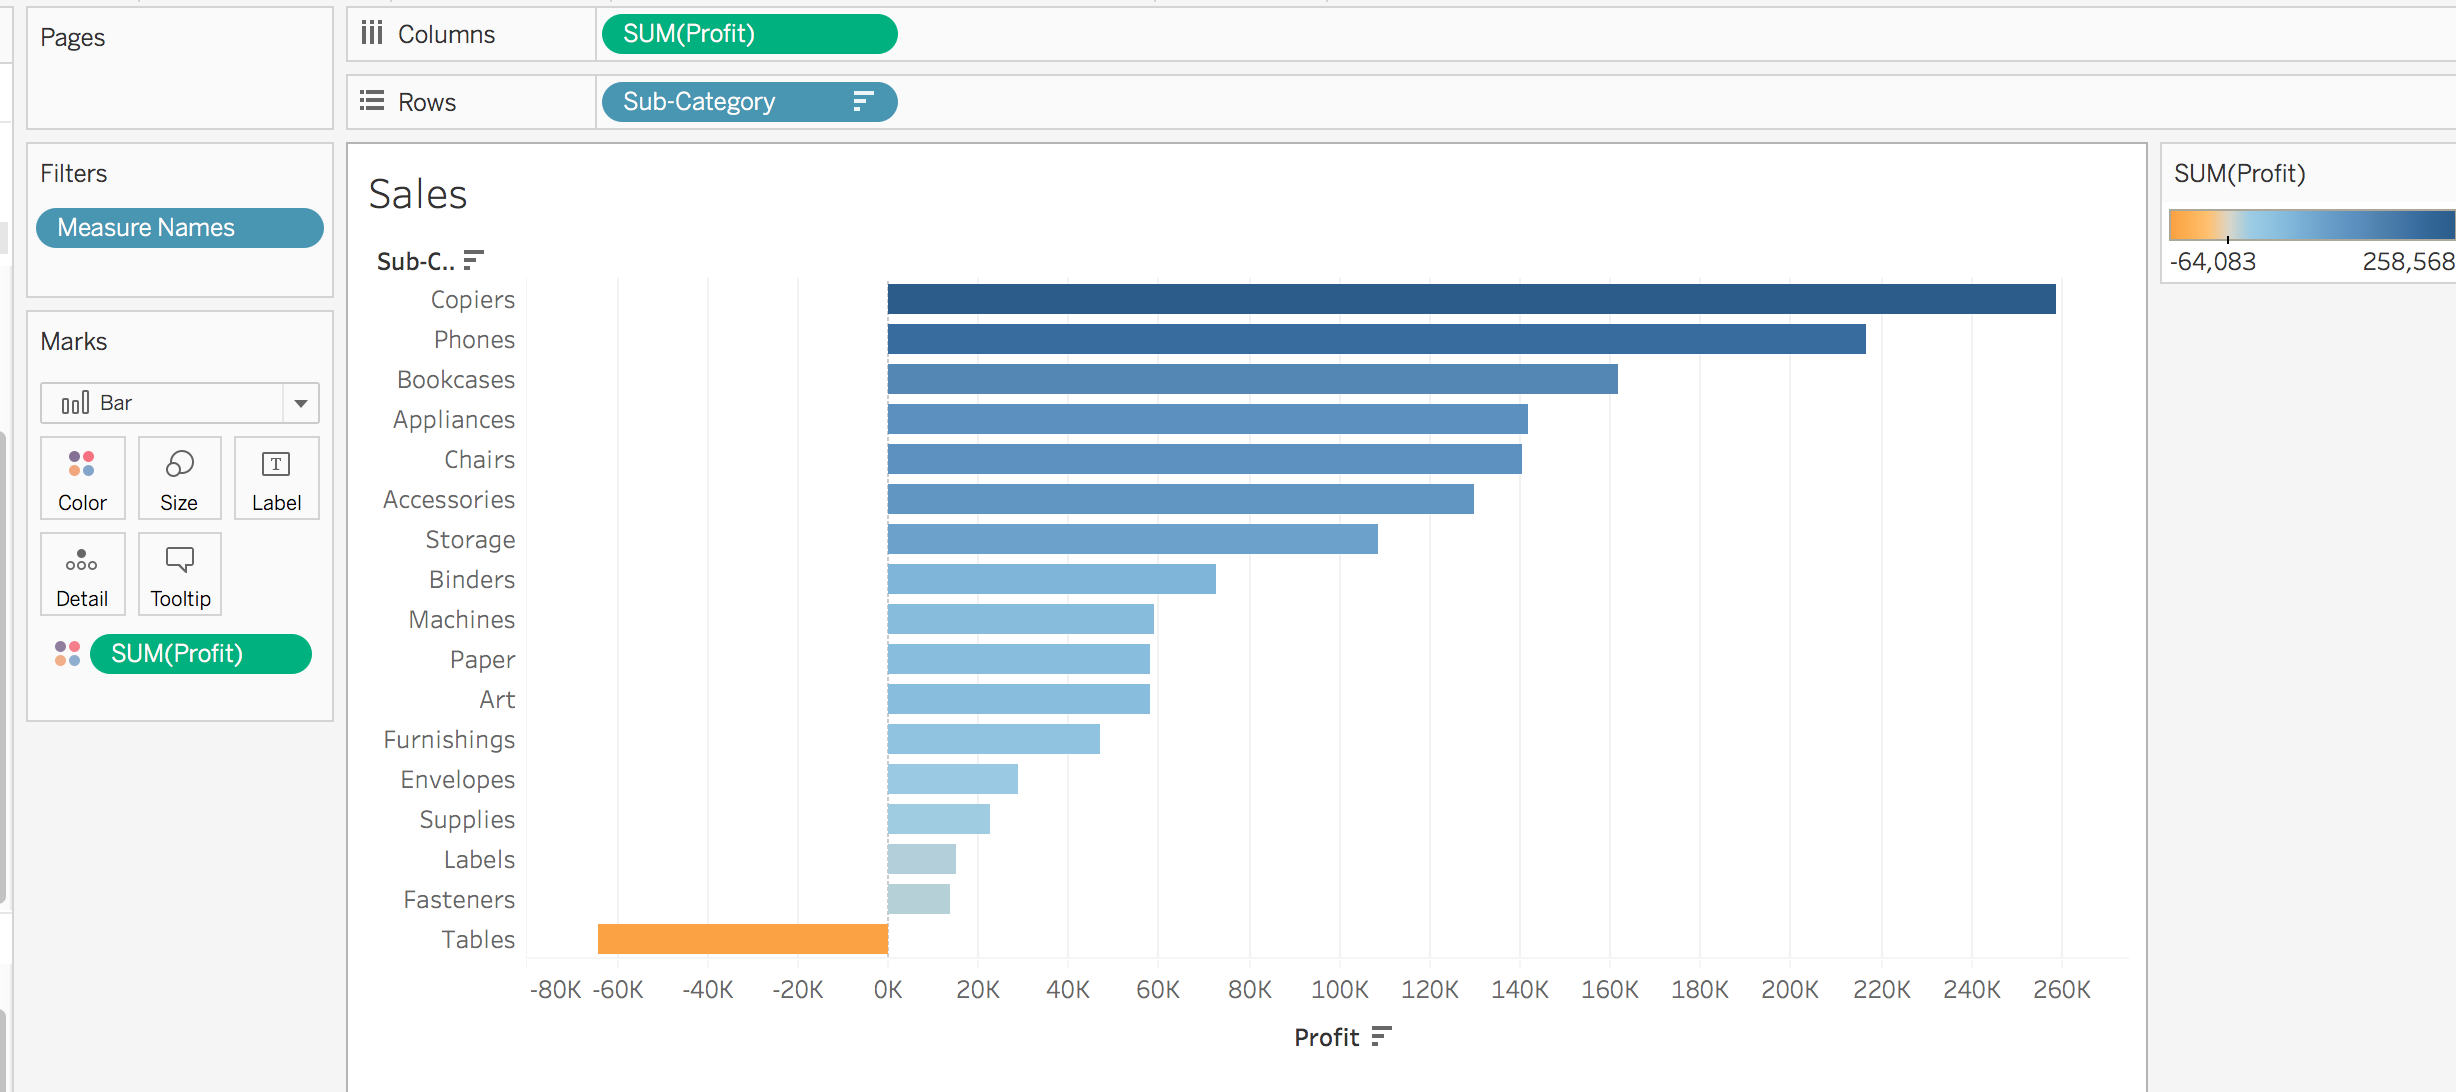 Pages
Columns
SUM(Profit)
Rows
Sub-Category
Filters
Measure Names
Marks
Bar
Color
Size
T
Label
Detail
Tooltip
SUM(Profit)
Sales
Sub-C..
Copiers
Phones
Bookcases
Appliances
Chairs
Accessories
Storage
Binders
Machines
Paper
Art
Furnishings
Envelopes
Supplies
Labels
Fasteners
Tables
-80K -60K -40K -20K 0K 20K 40K 60K 80K 100K 120K 140K 160K 180K 200K 220K 240K 260K
Profit
SUM(Profit)
-64,083 258,568